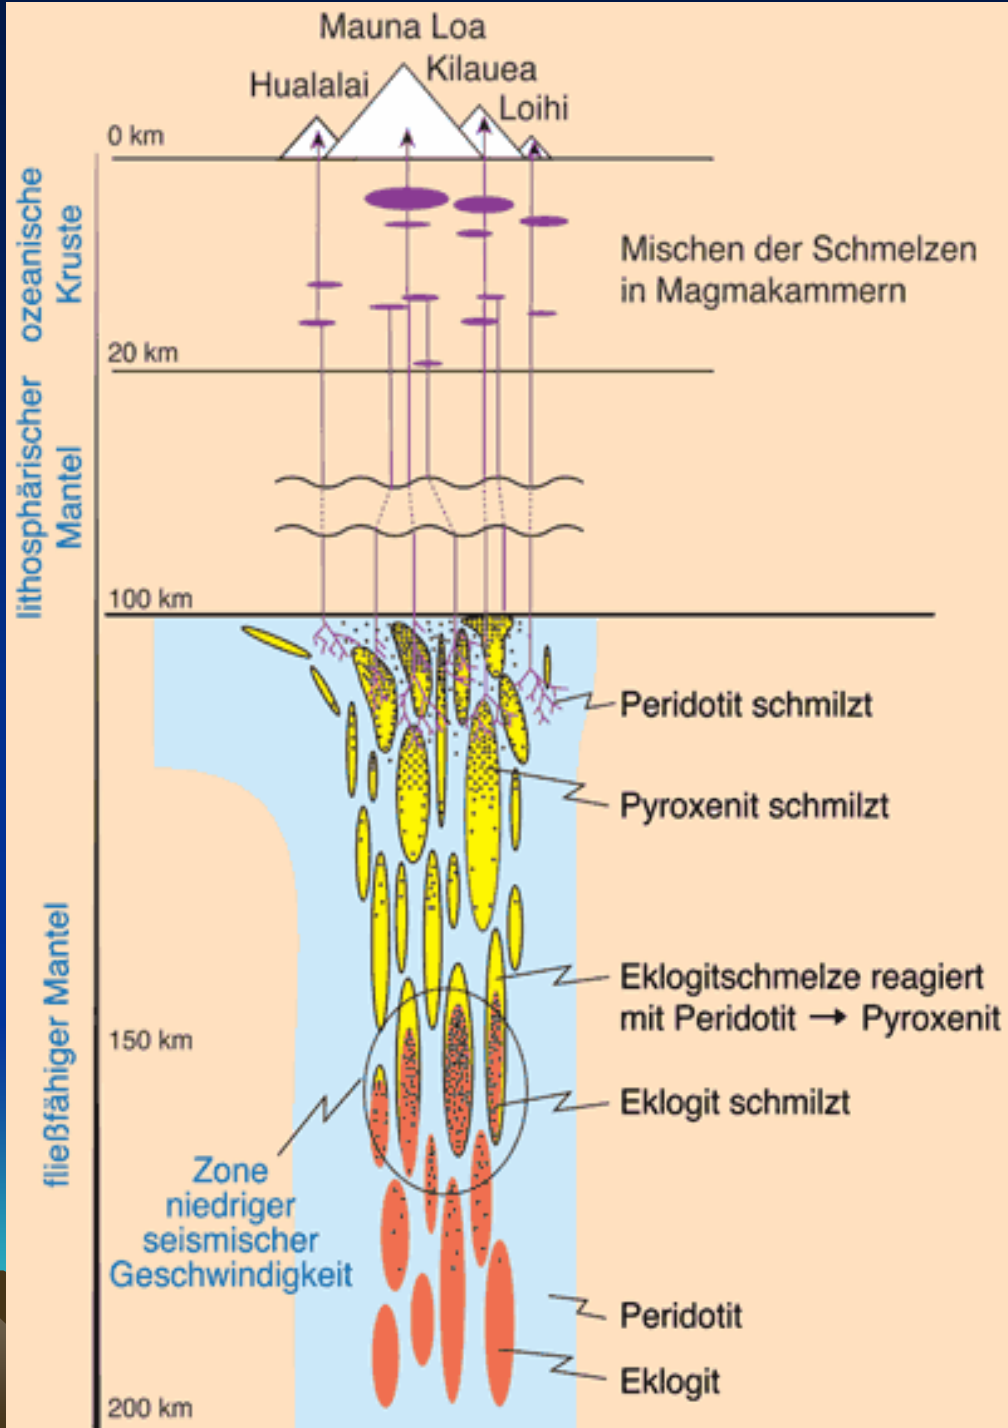 Mauna Loa
Hualalai
Kilauea
Loihi
0 km
ozeanische
Kruste
Mischen der Schmelzen
in Magmakammern
20 km
lithosphärischer
Mantel
100 km
Peridotit schmilzt
Pyroxenit schmilzt
fließfähiger Mantel
Eklogitschmelze reagiert
mit Peridotit → Pyroxenit
150 km
Eklogit schmilzt
Zone
niedriger
seismischer
Geschwindigkeit
Peridotit
Eklogit
200 km